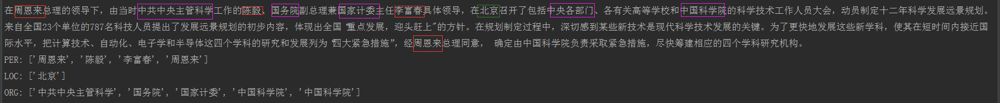 在周恩来总理的领导下，由当时中共中央主管科学工作的陈毅、国务院副总理兼国家计委主任李富春具体领导，在北京召开了包括中央各部门、各有关高等学校和中国科学院的科学技术工作人员大会，动员制定十二年科学发展远景规划。
来自全国23个单位的787名科技人员提出了发展远景规划的初步内容，体现出全国“重点发展，迎头赶上"的方针。在规划制定过程中，深切感到某些新技术是现代科学技术发展的关键。为了更快地发展这些新学科，使其在短时间内接近国
际水平，把计算技术、自动化、电子学和半导体这四个学科的研究和发展列为“四大紧急措施”，经周恩来总理同意， 确定由中国科学院负责采取紧急措施，尽快筹建相应的四个学科研究机构。
PER: ['周恩来', '陈毅', '李富春', '周恩来']
LOC: ['北京']
ORG: ['中共中央主管科学', '国务院', '国家计委', '中国科学院', '中国科学院']